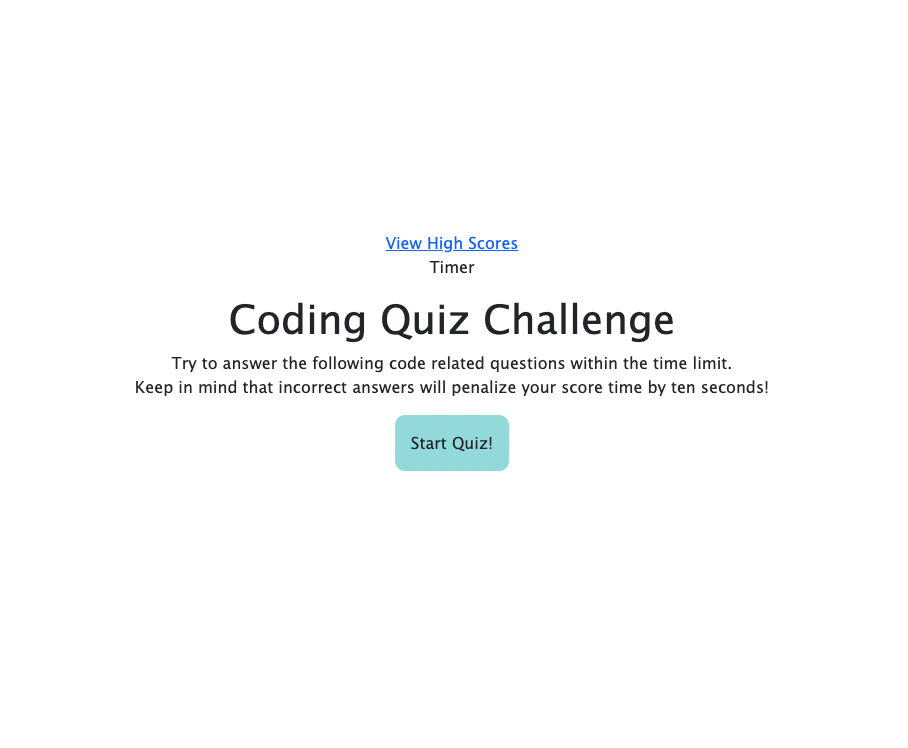 View High Scores
Timer
Coding Quiz Challenge
Try to answer the following code related questions within the time limit.
Keep in mind that incorrect answers will penalize your score time by ten seconds!
Start Quiz!